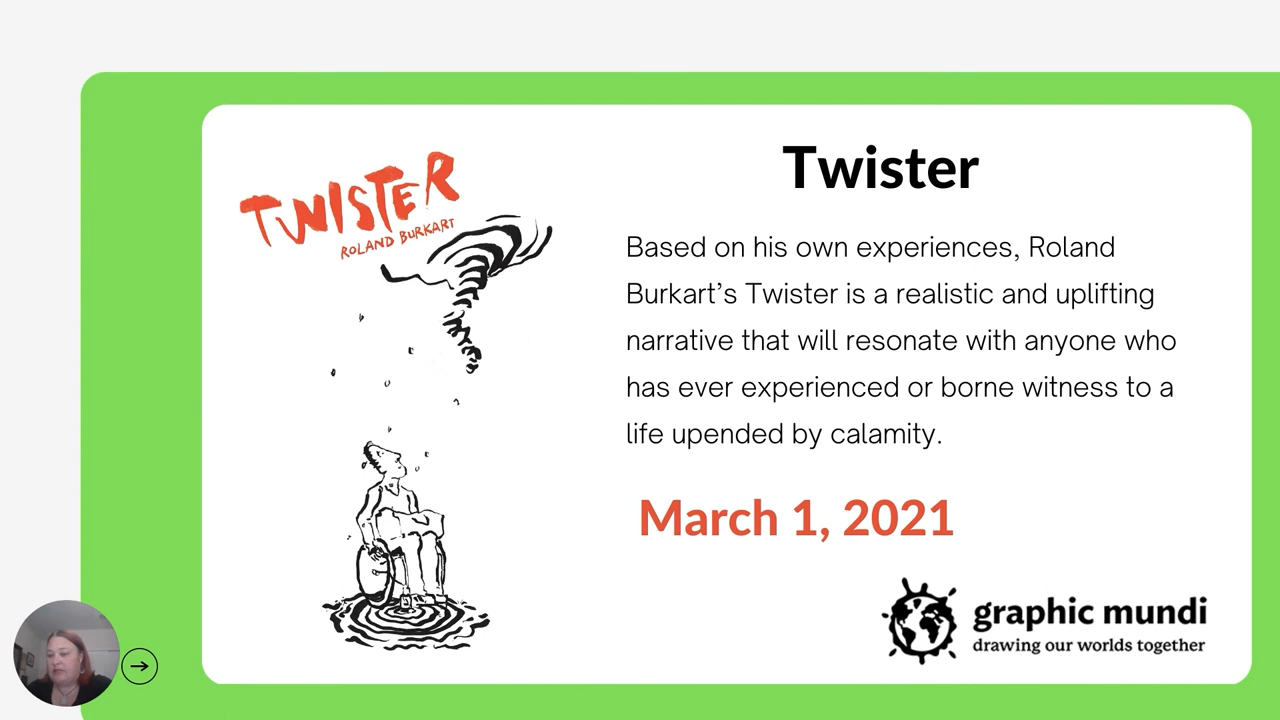 TWISTER
ROLAND BURKART
Twister
Based on his own experiences, Roland
Burkart’s Twister is a realistic and uplifting
narrative that will resonate with anyone who
has ever experienced or borne witness to a
life upended by calamity.
March 1, 2021
graphic mundi
drawing our worlds together